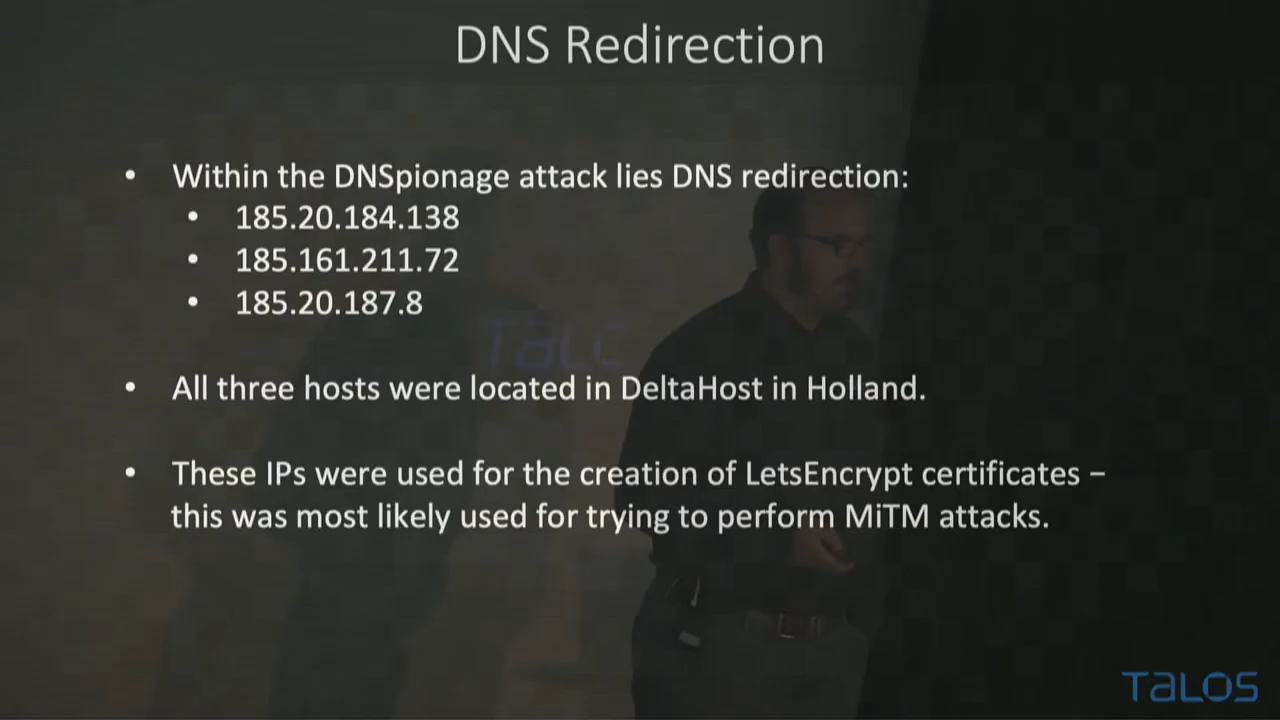 DNS Redirection
• Within the DNSpionage attack lies DNS redirection:
• 185.20.184.138
• 185.161.211.72
• 185.20.187.8
• All three hosts were located in DeltaHost in Holland.
• These IPs were used for the creation of LetsEncrypt certificates –
this was most likely used for trying to perform MiTM attacks.
TALOS